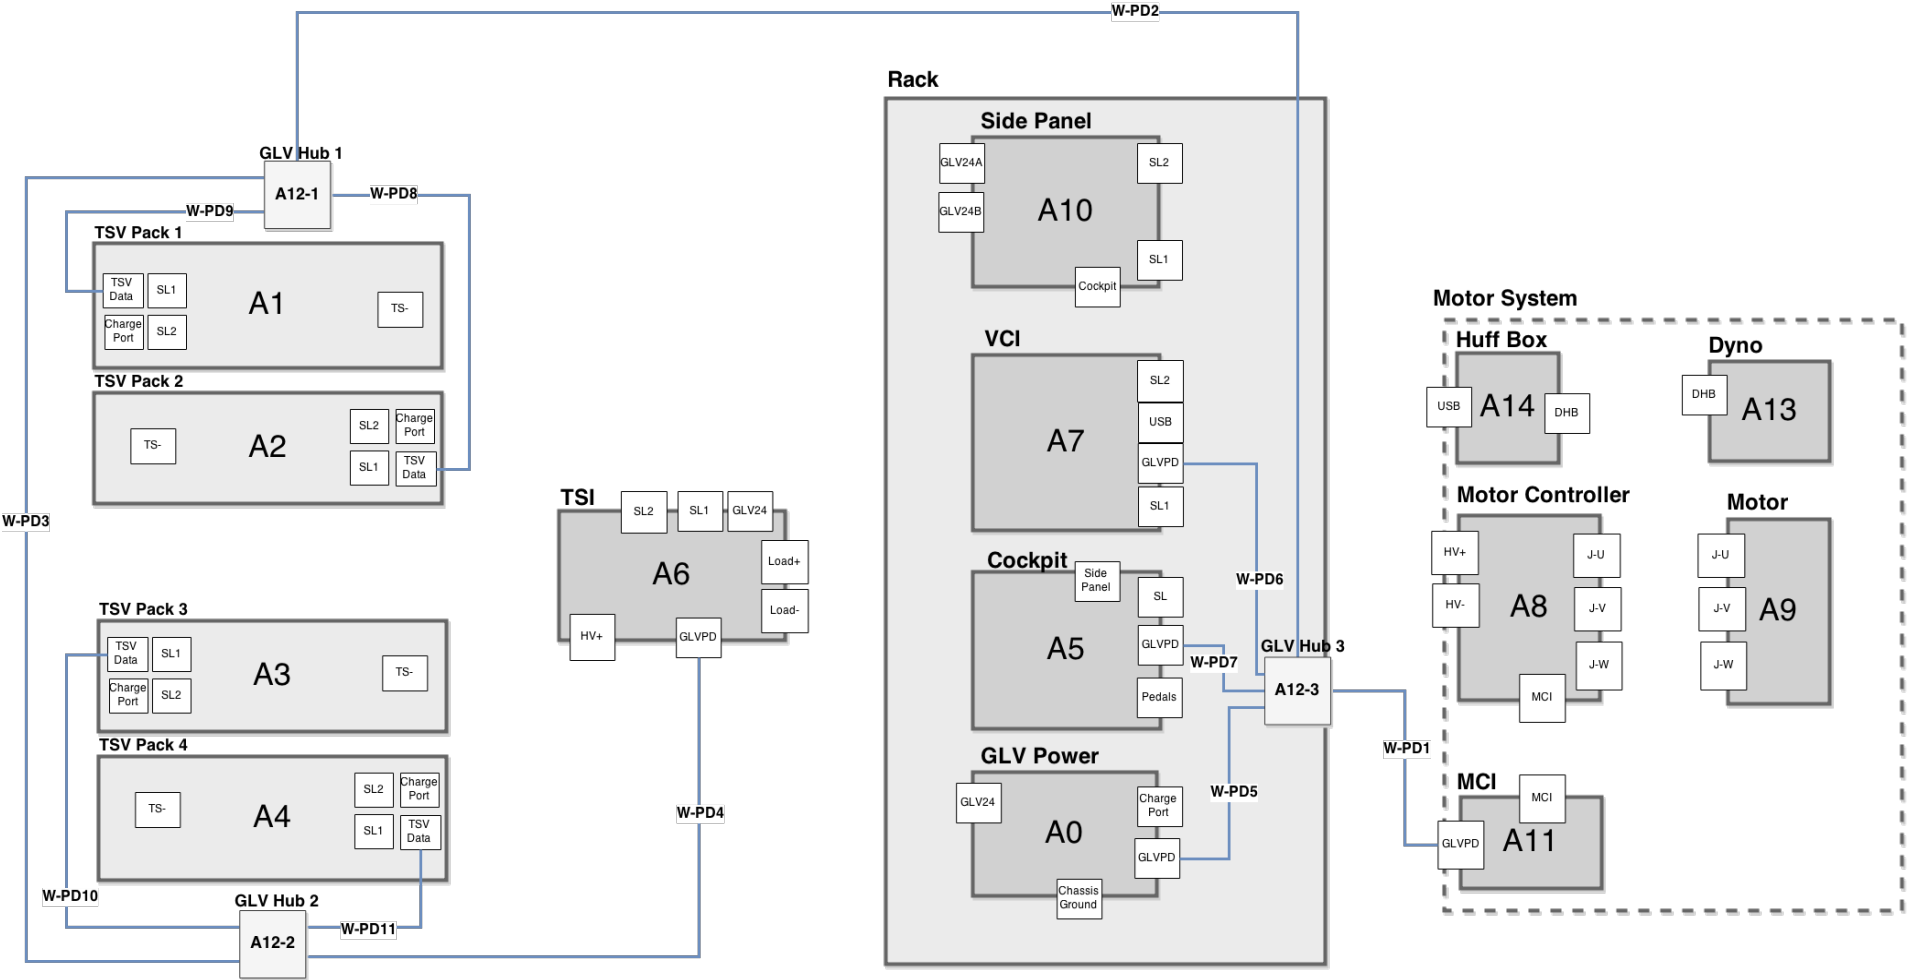 W-PD2
Rack
Side Panel
GLV24A
SL2
GLV24B
A10
SL1
Cockpit
GLV Hub 1
A12-1
W-PD8
W-PD9
TSV Pack 1
TSV
Data
SL1
A1
TS-
Charge
Port
SL2
TSV Pack 2
TS-
A2
SL2
Charge
Port
SL1
TSV
Data
W-PD3
TSV Pack 3
TSV
Data
SL1
A3
TS-
Charge
Port
SL2
TSV Pack 4
TS-
A4
SL2
Charge
Port
SL1
TSV
Data
W-PD10
GLV Hub 2
W-PD11
A12-2
TSI
SL2
SL1
GLV24
A6
Load+
Load-
HV+
GLVPD
W-PD4
VCI
SL2
USB
A7
GLVPD
SL1
Cockpit
Side
Panel
SL
A5
GLVPD
Pedals
W-PD6
W-PD7
GLV Hub 3
A12-3
GLV Power
GLV24
Charge
Port
A0
GLVPD
Chassis
Ground
W-PD5
W-PD1
Motor System
Huff Box
USB
A14
DHB
Dyno
DHB
A13
Motor Controller
HV+
J-U
HV-
A8
J-V
J-W
MCI
Motor
J-U
J-V
A9
J-W
MCI
MCI
GLVPD
A11